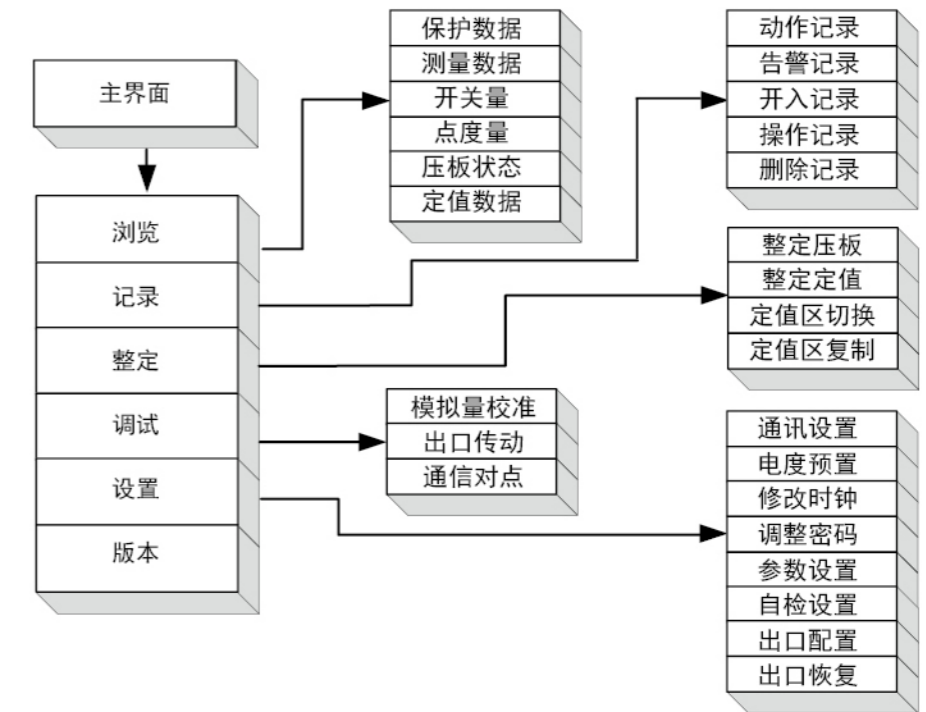 主界面
浏览
记录
整定
调试
设置
版本
保护数据
测量数据
开关量
点度量
压板状态
定值数据
动作记录
告警记录
开入记录
操作记录
删除记录
整定压板
整定定值
定值区切换
定值区复制
模拟量校准
出口传动
通信对点
通讯设置
电度预置
修改时钟
调整密码
参数设置
自检设置
出口配置
出口恢复